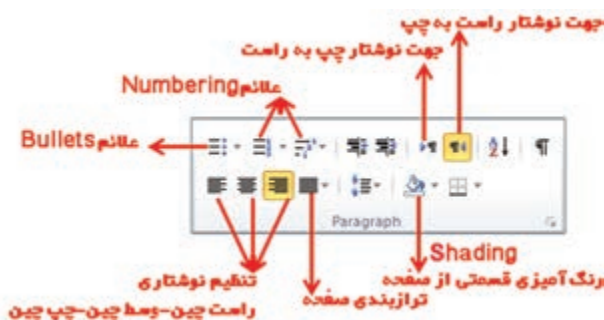 جهت نوشتار راست به چپ
جهت نوشتار چپ به راست
علائم Numbering
علائم Bullets
Paragraph
Shading
رنگ آمیزی قسمتی از صفحه
تنظیم نوشتاری
ترازبندی صفحه
راست چین-وسط چین-چپ چین